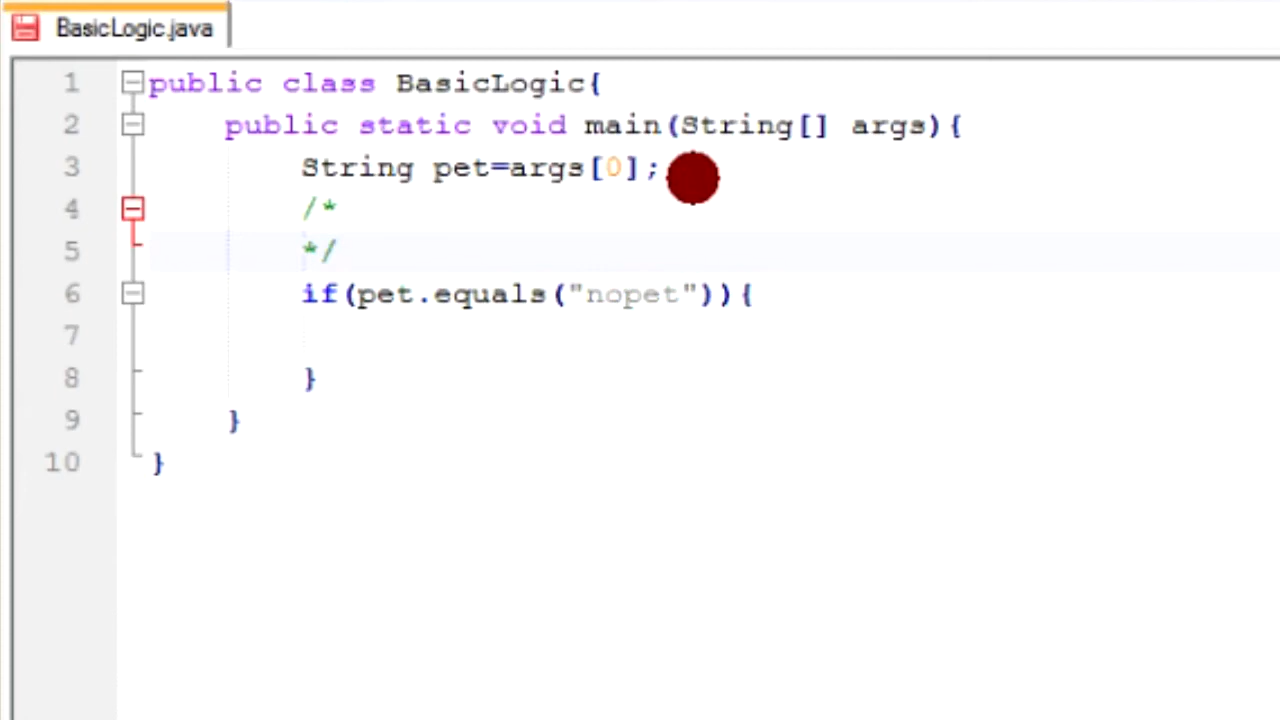 BasicLogic.java
1 public class BasicLogic{
2 public static void main(String[] args){
3 String pet=args[0];
4 /*
5 */
6 if(pet.equals("nopet")){
7
8 }
9 }
10 }